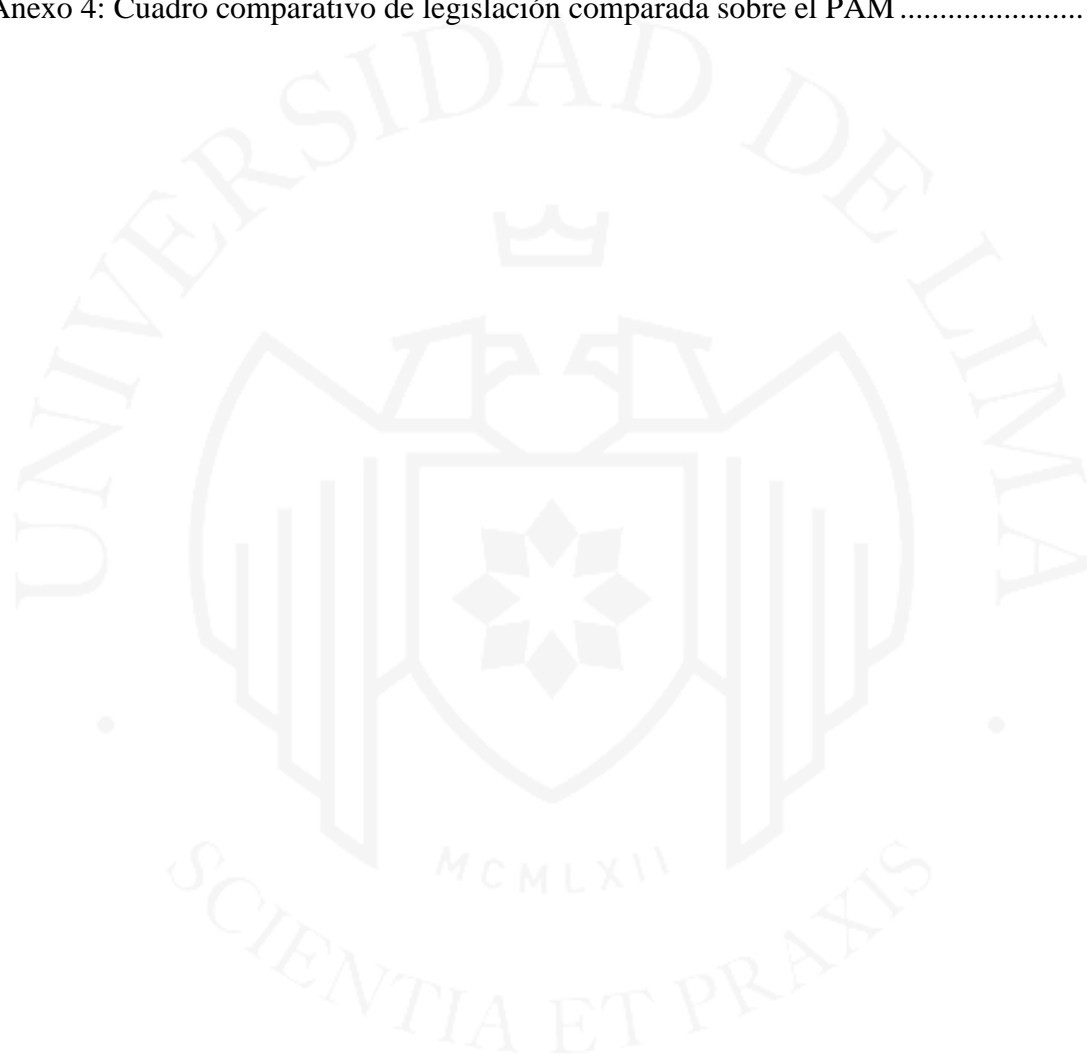 Anexo 4: Cuadro comparativo de legislación comparada sobre el PAM.......................
UNIVERSIDAD DE LIMA
MCMLXII
SCIENTIA ET PRAXIS